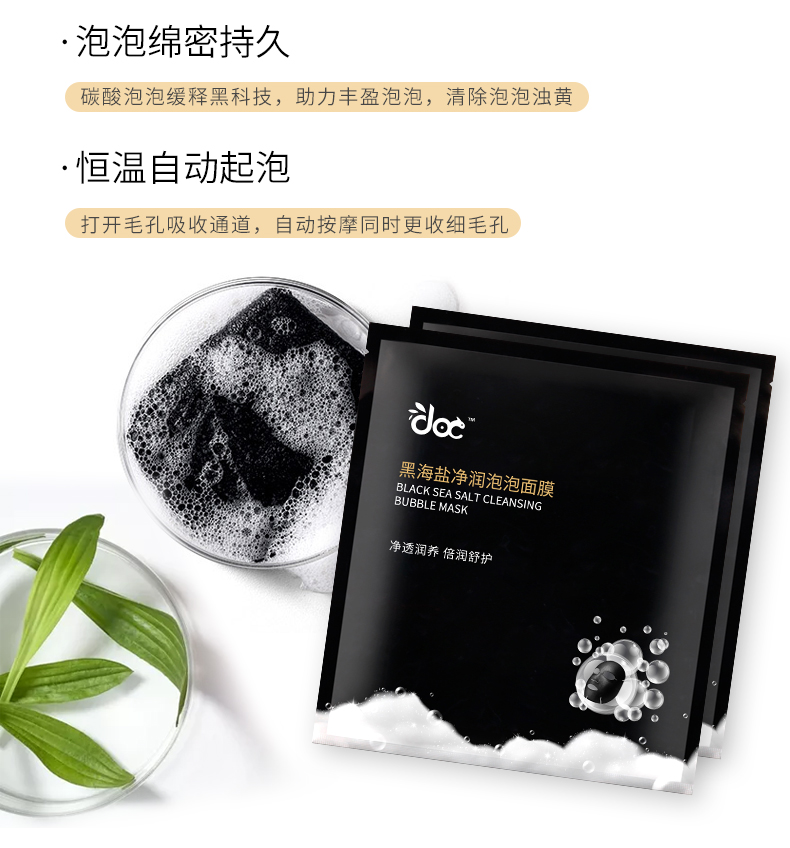 ·泡泡绵密持久
碳酸泡泡缓释黑科技，助力丰盈泡泡，清除泡泡浊黄
·恒温自动起泡
打开毛孔吸收通道，自动按摩同时更收细毛孔
doc™
黑海盐净润泡泡面膜
BLACK SEA SALT CLEANSING
BUBBLE MASK
净透润养 倍润舒护